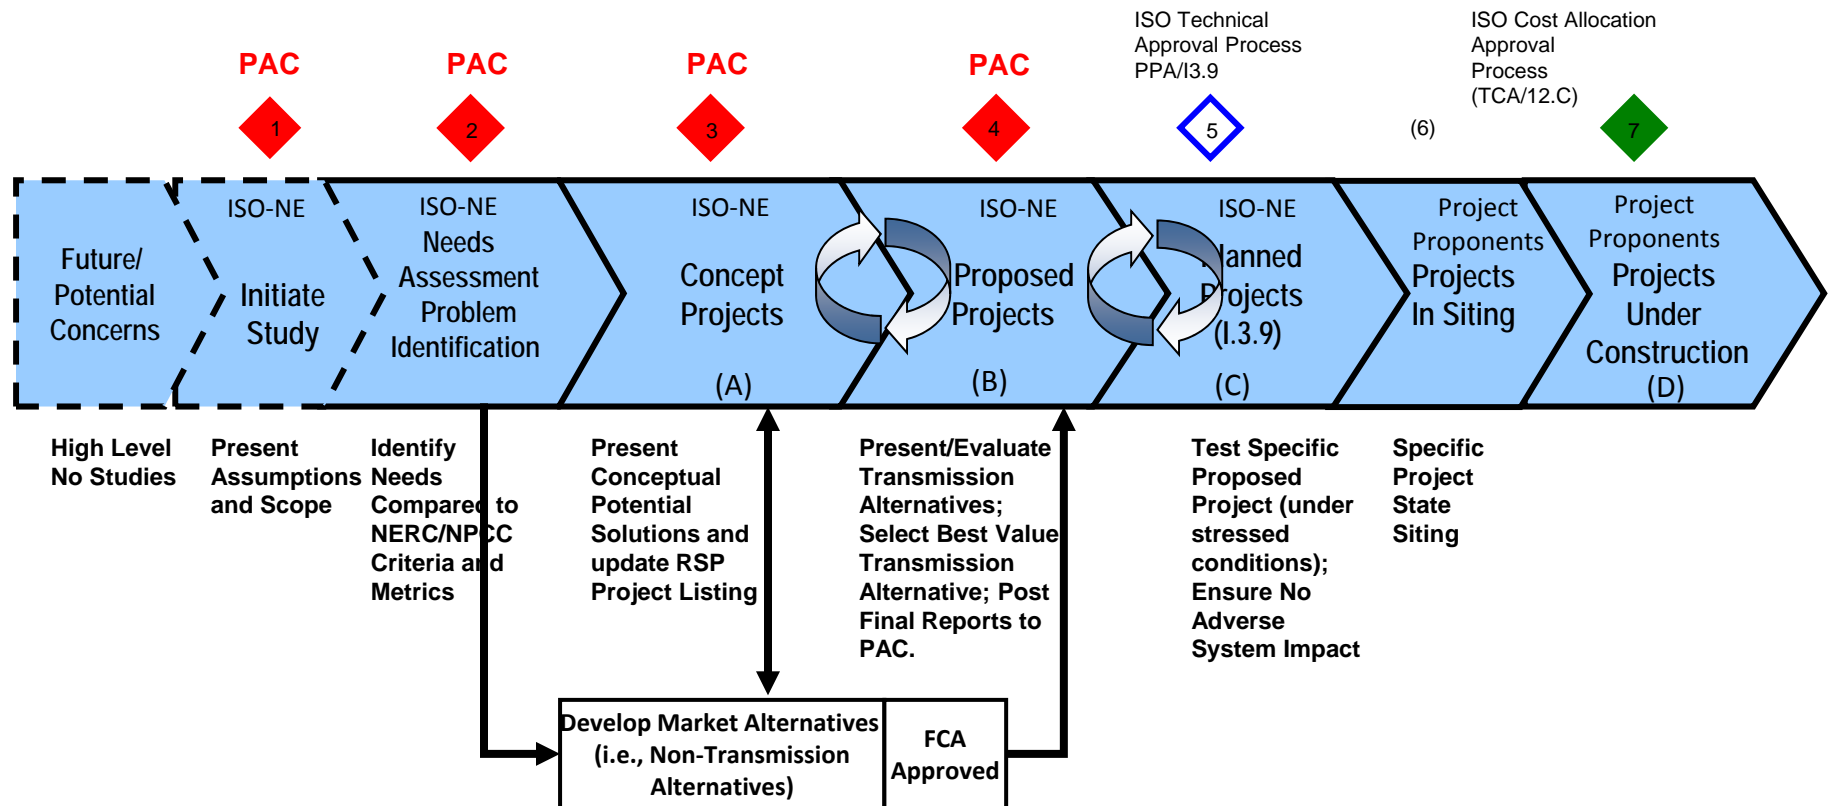 ISO Technical
Approval Process
PPA/I3.9
ISO Cost Allocation
Approval
Process
(TCA/12.C)
PAC
PAC
PAC
PAC
1
2
3
4
5
(6)
7
Future/
Potential
Concerns
ISO-NE
Initiate
Study
ISO-NE
Needs
Assessment
Problem
Identification
ISO-NE
Concept
Projects
(A)
ISO-NE
Proposed
Projects
(B)
ISO-NE
Planned
Projects
(I.3.9)
(C)
Project
Proponents
Projects
In Siting
Project
Proponents
Projects
Under
Construction
(D)
High Level
No Studies
Present
Assumptions
and Scope
Identify
Needs
Compared to
NERC/NPCC
Criteria and
Metrics
Present
Conceptual
Potential
Solutions and
update RSP
Project Listing
Present/Evaluate
Transmission
Alternatives;
Select Best Value
Transmission
Alternative; Post
Final Reports to
PAC.
Test Specific
Proposed
Project (under
stressed
conditions);
Ensure No
Adverse
System Impact
Specific
Project
State
Siting
Develop Market Alternatives
(i.e., Non-Transmission
Alternatives)
FCA
Approved